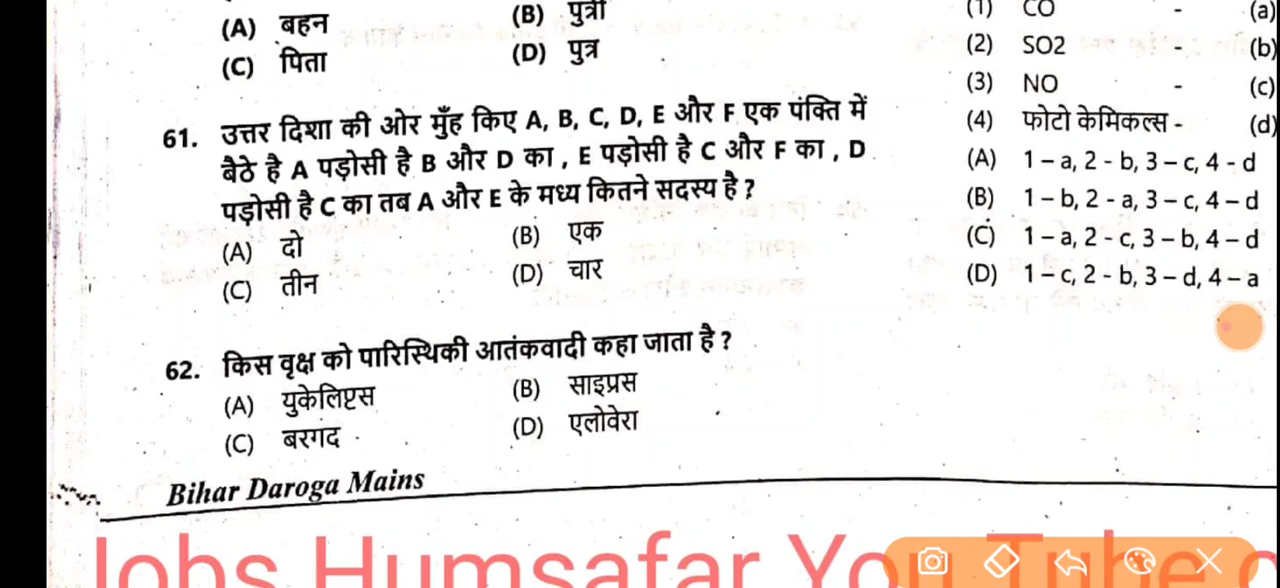 (A) बहन
(B) पुत्री
(C) पिता
(D) पुत्र
61. उत्तर दिशा की ओर मुँह किए A, B, C, D, E और F एक पंक्ति में
बैठे है A पड़ोसी है B और D का , E पड़ोसी है C और F का , D
पड़ोसी है C का तब A और E के मध्य कितने सदस्य है ?
(A) दो
(B) एक
(C) तीन
(D) चार
62. किस वृक्ष को पारिस्थिकी आतंकवादी कहा जाता है ?
(A) युकेलिप्टस
(B) साइप्रस
(C) बरगद
(D) एलोवेरा
Bihar Daroga Mains
(1) CO - (a)
(2) SO2 - (b)
(3) NO - (c)
(4) फोटो केमिकल्स - (d)
(A) 1 – a, 2 - b, 3 – c, 4 - d
(B) 1 – b, 2 - a, 3 – c, 4 – d
(C) 1 – a, 2 - c, 3 – b, 4 – d
(D) 1 – c, 2 - b, 3 – d, 4 – a
Jobs Humsafar You Tube